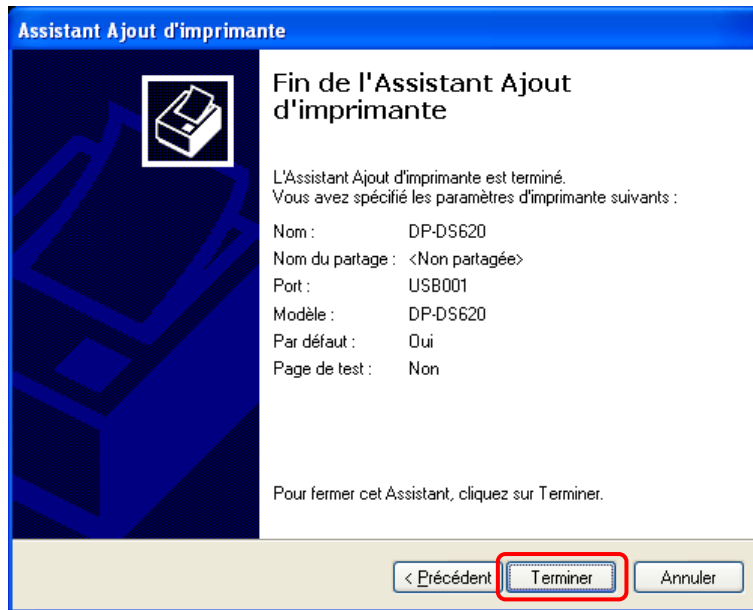 Assistant Ajout d'imprimante
Fin de l'Assistant Ajout
d'imprimante
L'Assistant Ajout d'imprimante est terminé.
Vous avez spécifié les paramètres d'imprimante suivants :
Nom : DP-DS620
Nom du partage : <Non partagée>
Port : USB001
Modèle : DP-DS620
Par défaut : Oui
Page de test : Non
Pour fermer cet Assistant, cliquez sur Terminer.
< Précédent Terminer Annuler